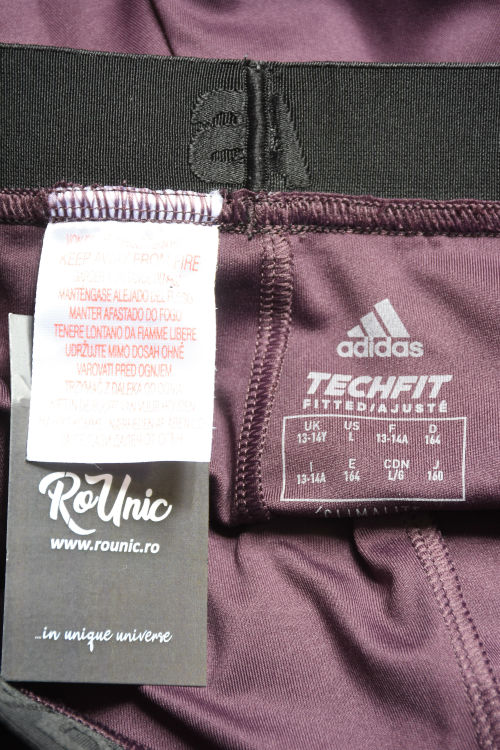 KEEP AWAY FROM FIRE
MANTÉNGASE ALEJADO DEL FUEGO
MANTER AFASTADO DO FOGO
TENERE LONTANO DA FIAMME LIBERE
UDRŽUJTE MIMO DOSAH OHNĚ
VAROVATI PRED OGNJEM
RoUnic
www.rounic.ro
...in unique universe
adidas
TECHFIT
FITTED/AJUSTÉ
UK US F D
13-14Y L 13-14A 164
I E CDN J
13-14A 164 L/G 160